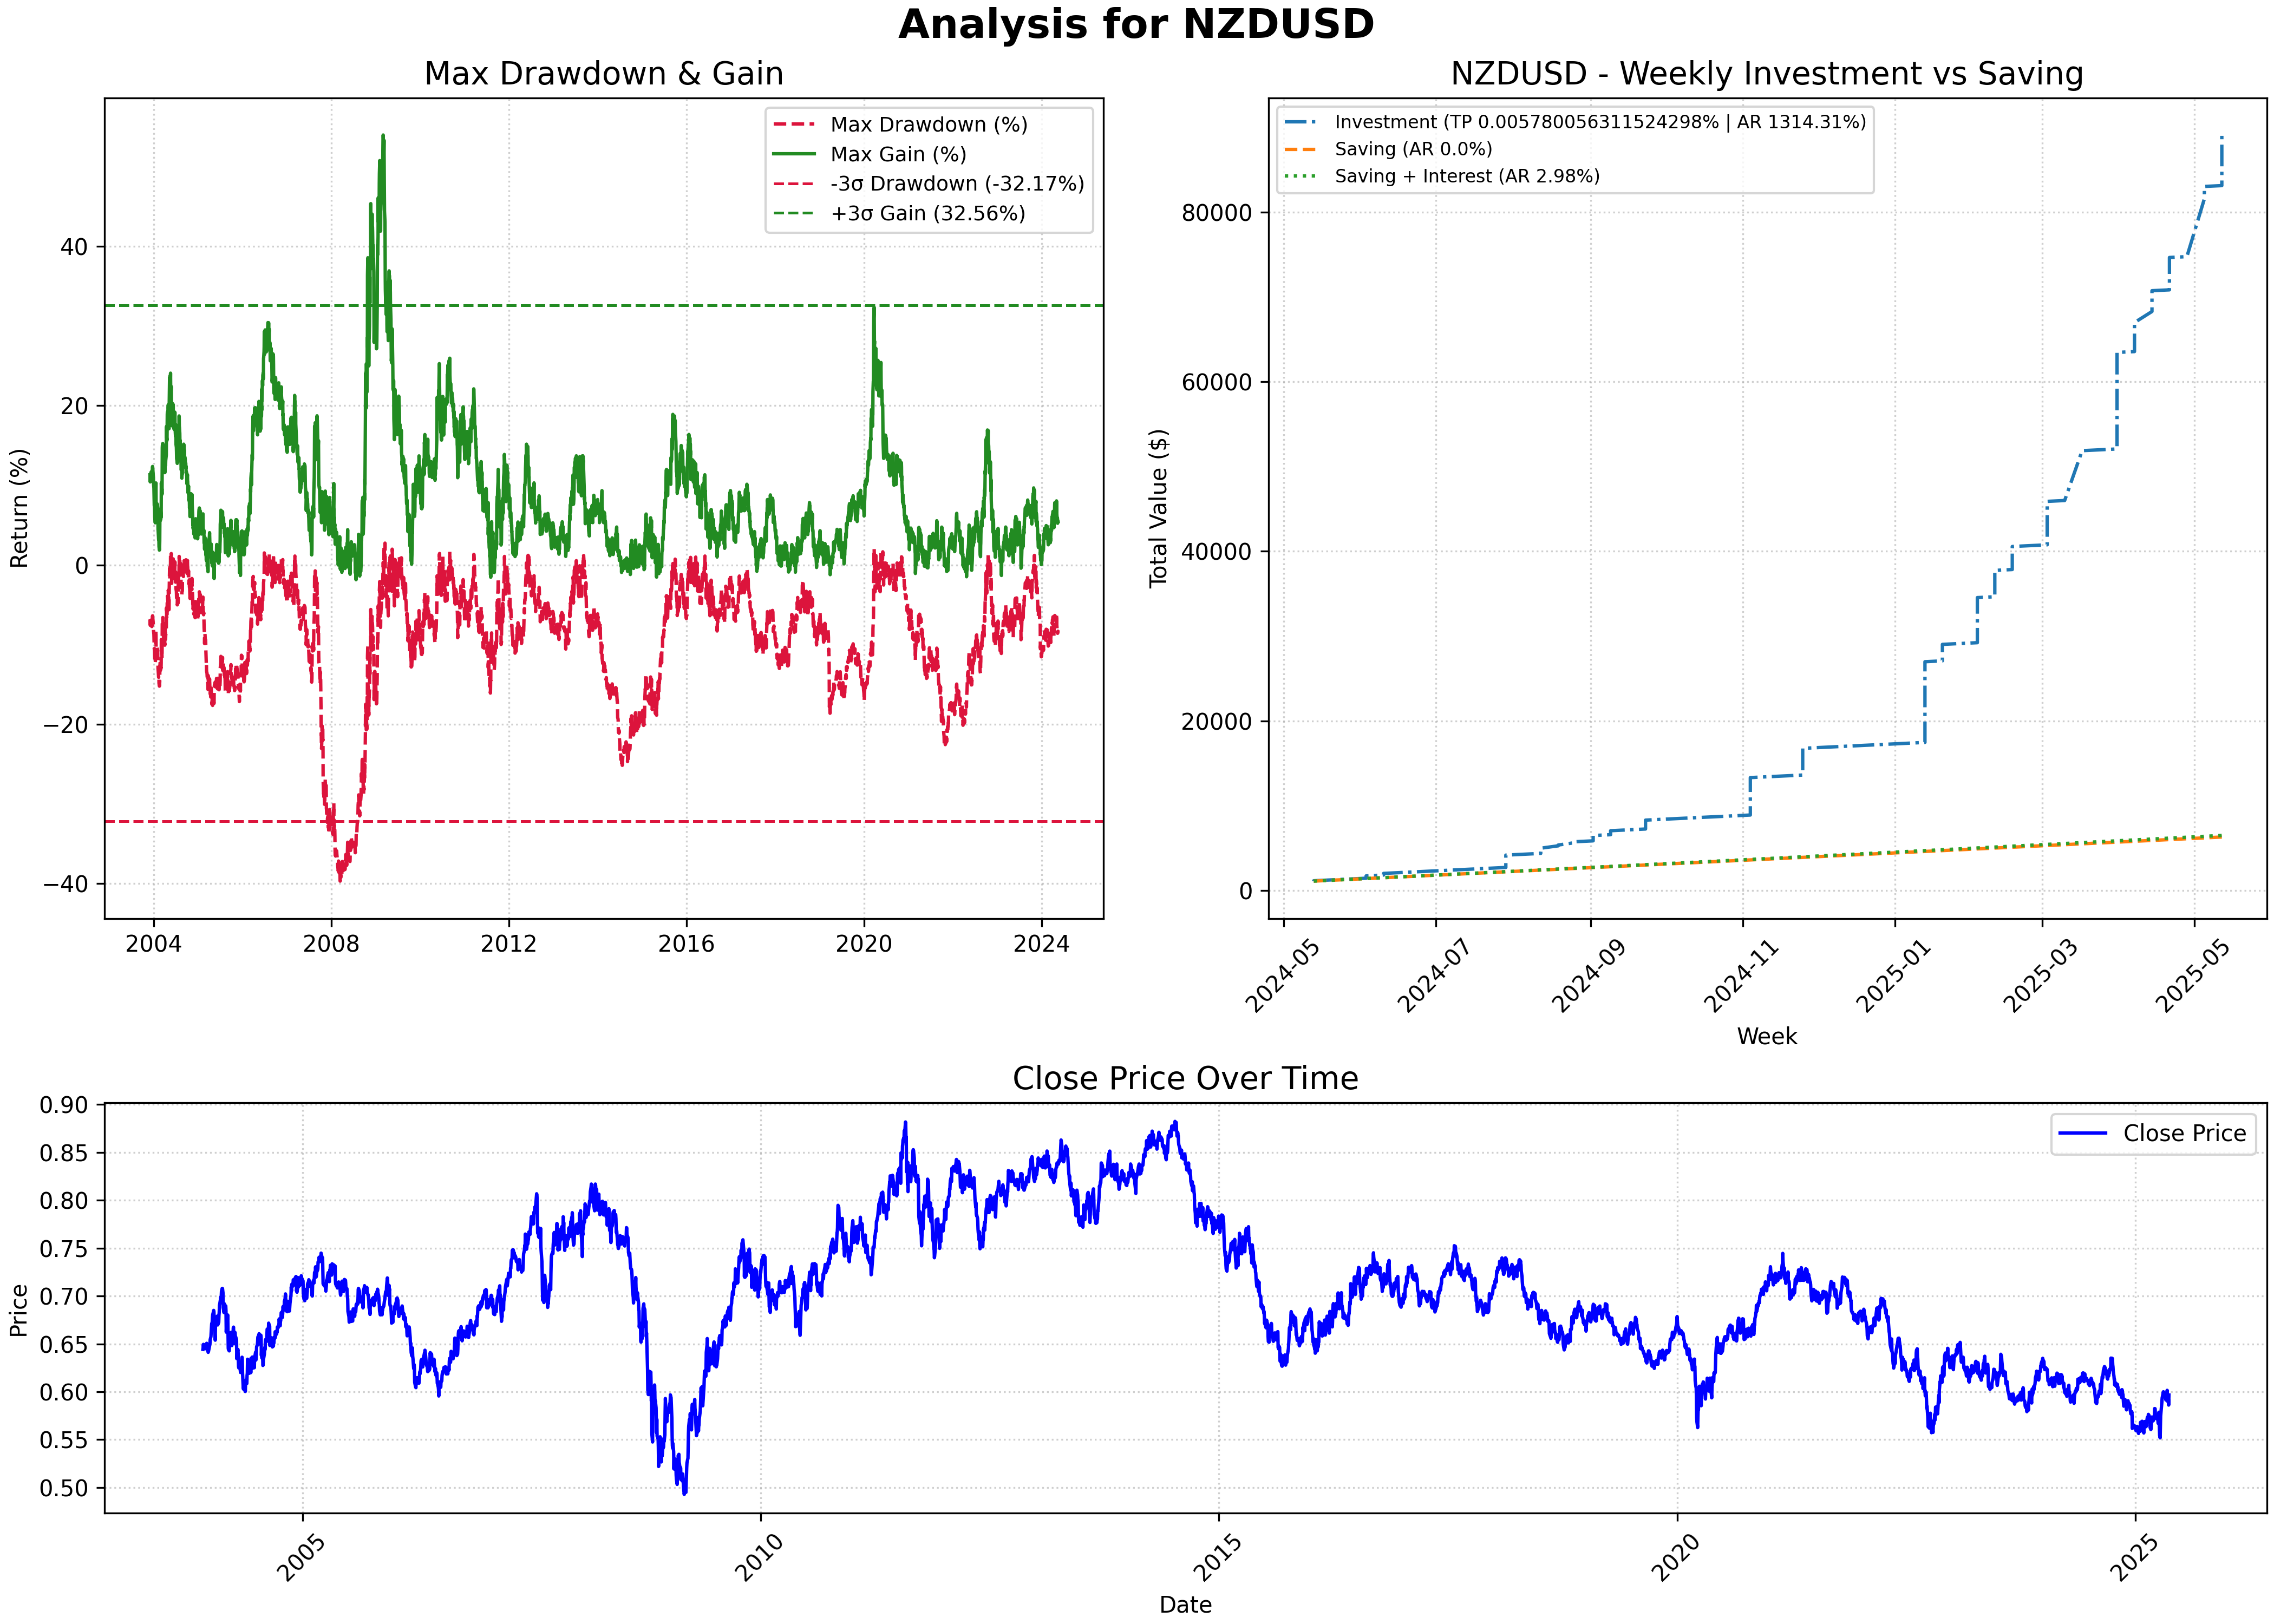 Analysis for NZDUSD
Max Drawdown & Gain
Max Drawdown (%)
Max Gain (%)
-3σ Drawdown (-32.17%)
+3σ Gain (32.56%)
Return (%)
40
20
0
−20
−40
2004
2008
2012
2016
2020
2024
NZDUSD - Weekly Investment vs Saving
Investment (TP 0.005780056311524298% | AR 1314.31%)
Saving (AR 0.0%)
Saving + Interest (AR 2.98%)
Total Value ($)
80000
60000
40000
20000
0
2024-05
2024-07
2024-09
2024-11
2025-01
2025-03
2025-05
Week
Close Price Over Time
Close Price
Price
0.90
0.85
0.80
0.75
0.70
0.65
0.60
0.55
0.50
2005
2010
2015
2020
2025
Date